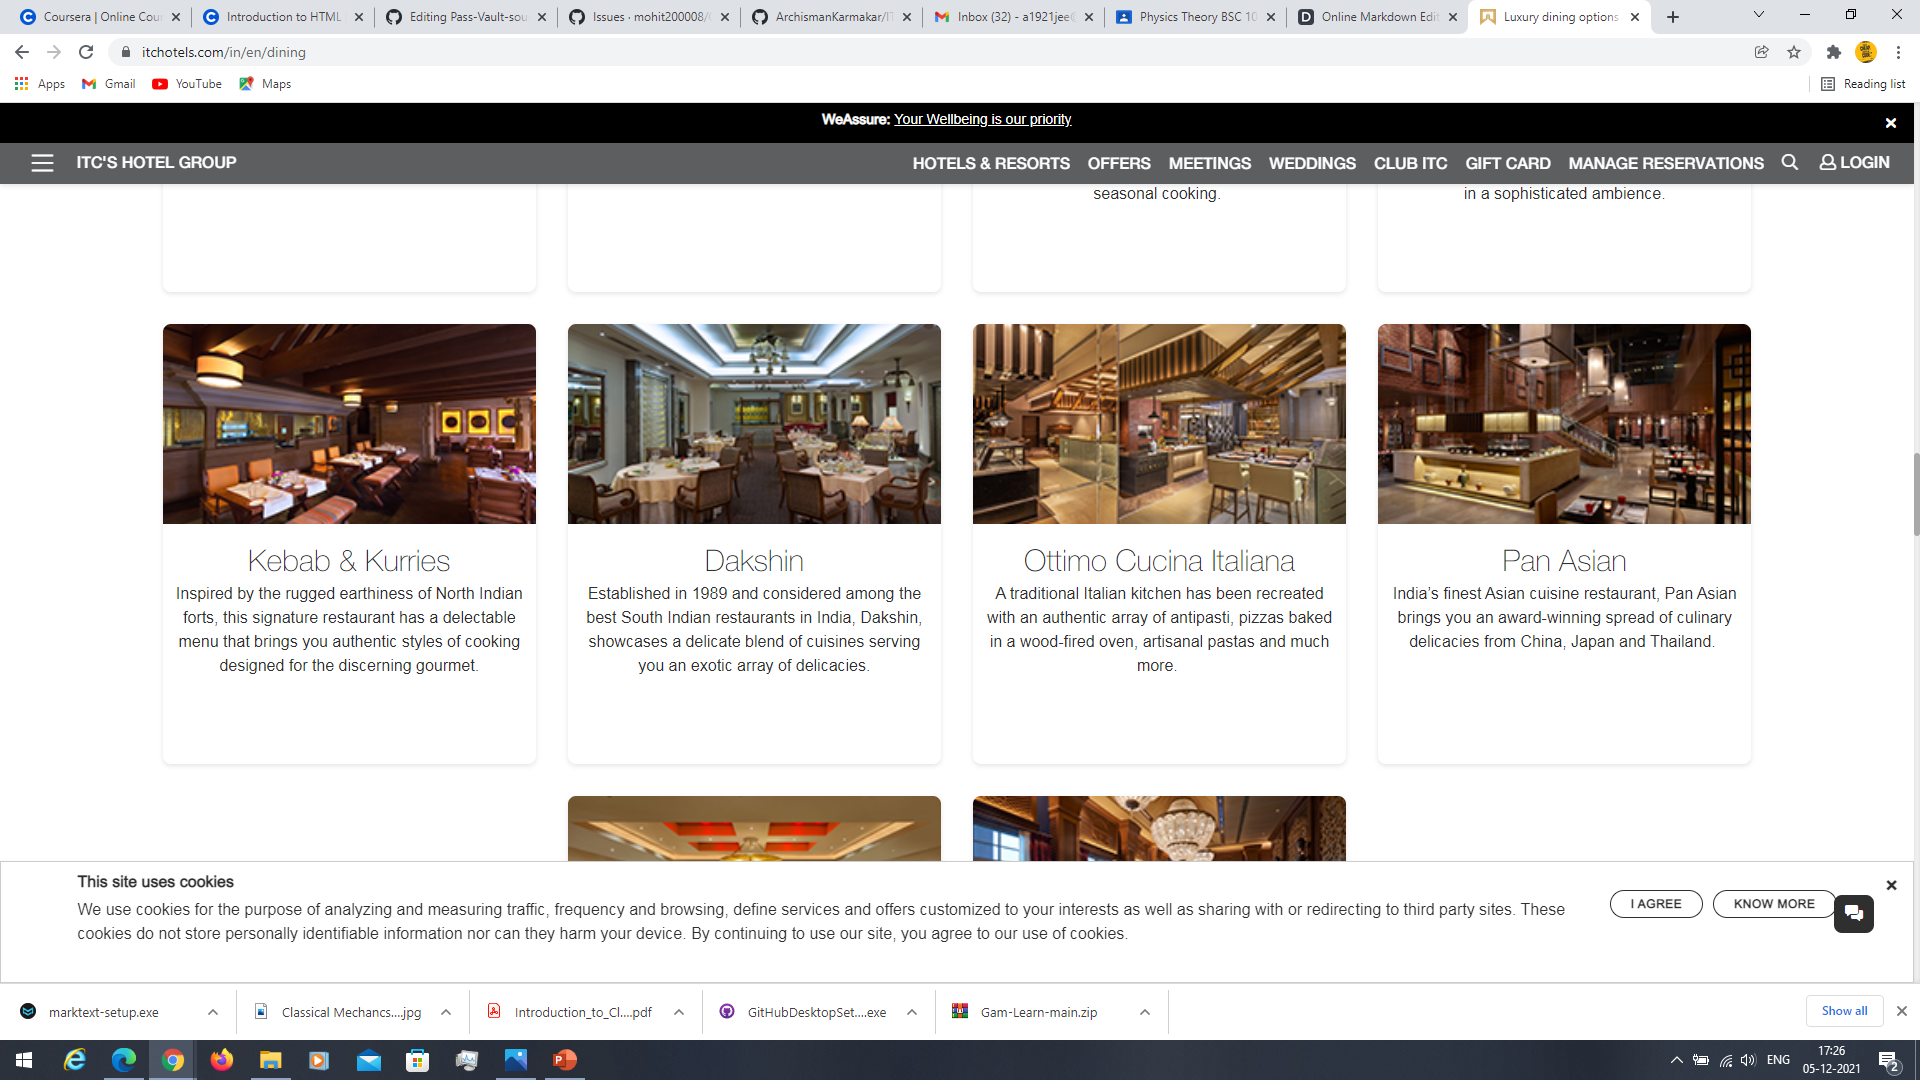 Coursera | Online Cou
Introduction to HTML
Editing Pass-Vault-sou
Issues · mohit200008/
ArchismanKarmakar/IT
Inbox (32) - a1921jee
Physics Theory BSC 10
Online Markdown Edit
Luxury dining options
itchotels.com/in/en/dining
Apps
Gmail
YouTube
Maps
Reading list
WeAssure: Your Wellbeing is our priority
ITC'S HOTEL GROUP
HOTELS & RESORTS
OFFERS
MEETINGS
WEDDINGS
CLUB ITC
GIFT CARD
MANAGE RESERVATIONS
LOGIN
seasonal cooking.
in a sophisticated ambience.
Kebab & Kurries
Inspired by the rugged earthiness of North Indian
forts, this signature restaurant has a delectable
menu that brings you authentic styles of cooking
designed for the discerning gourmet.
Dakshin
Established in 1989 and considered among the
best South Indian restaurants in India, Dakshin,
showcases a delicate blend of cuisines serving
you an exotic array of delicacies.
Ottimo Cucina Italiana
A traditional Italian kitchen has been recreated
with an authentic array of antipasti, pizzas baked
in a wood-fired oven, artisanal pastas and much
more.
Pan Asian
India’s finest Asian cuisine restaurant, Pan Asian
brings you an award-winning spread of culinary
delicacies from China, Japan and Thailand.
This site uses cookies
We use cookies for the purpose of analyzing and measuring traffic, frequency and browsing, define services and offers customized to your interests as well as sharing with or redirecting to third party sites. These
cookies do not store personally identifiable information nor can they harm your device. By continuing to use our site, you agree to our use of cookies.
I AGREE
KNOW MORE
marktext-setup.exe
Classical Mechancs....jpg
Introduction_to_Cl....pdf
GitHubDesktopSet....exe
Gam-Learn-main.zip
Show all
ENG
17:26
05-12-2021
2